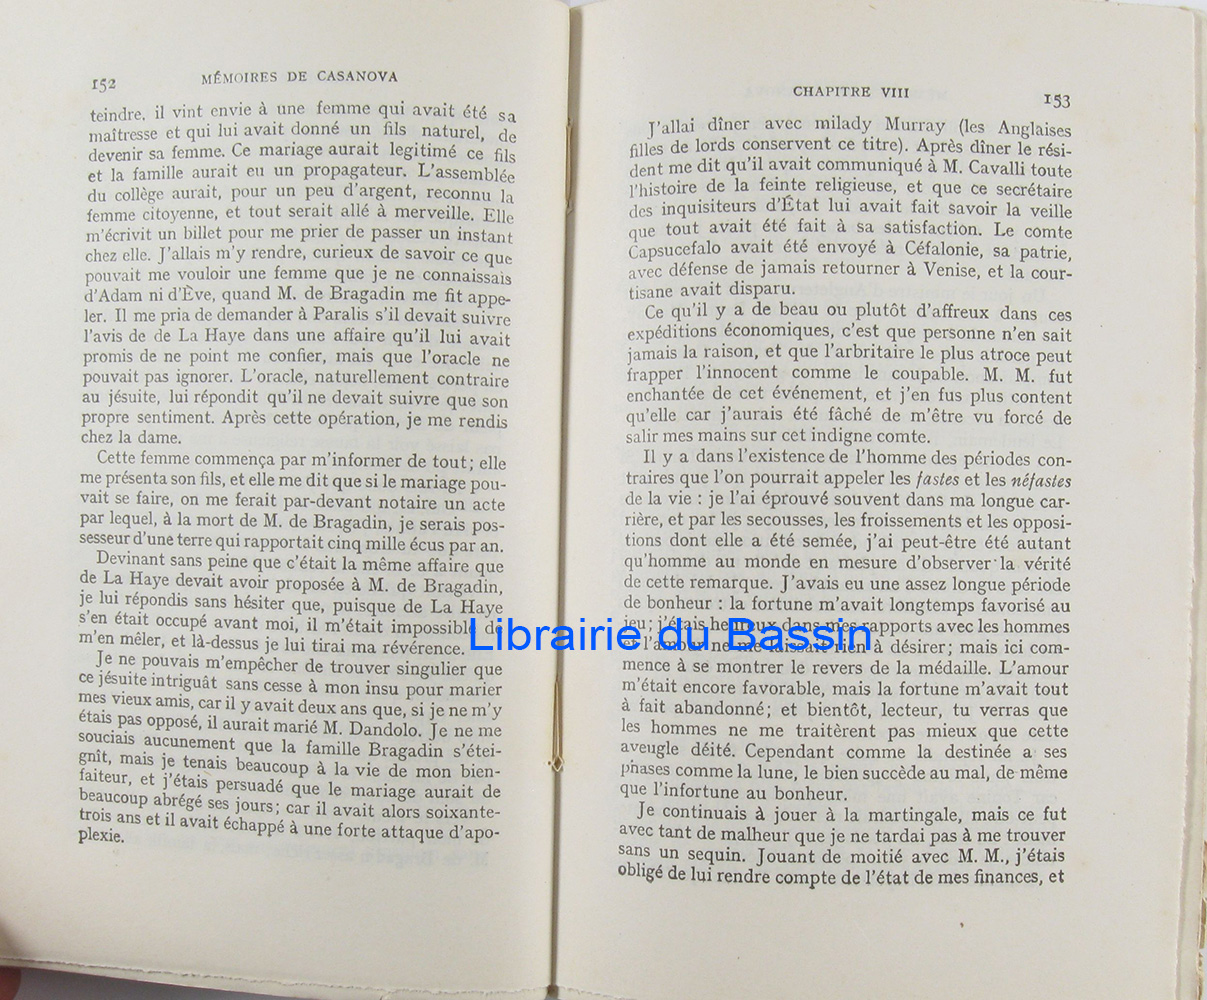 152 MÉMOIRES DE CASANOVA
teindre, il vint envie à une femme qui avait été sa
maîtresse et qui lui avait donné un fils naturel, de
devenir sa femme. Ce mariage aurait legitimé ce fils
et la famille aurait eu un propagateur. L'assemblée
du collège aurait, pour un peu d'argent, reconnu la
femme citoyenne, et tout serait allé à merveille. Elle
m'écrivit un billet pour me prier de passer un instant
chez elle. J'allais m'y rendre, curieux de savoir ce que
pouvait me vouloir une femme que je ne connaissais
d'Adam ni d'Ève, quand M. de Bragadin me fit appe-
ler. Il me pria de demander à Paralis s'il devait suivre
l'avis de de La Haye dans une affaire qu'il lui avait
promis de ne point me confier, mais que l'oracle ne
pouvait pas ignorer. L'oracle, naturellement contraire
au jésuite, lui répondit qu'il ne devait suivre que son
propre sentiment. Après cette opération, je me rendis
chez la dame.
Cette femme commença par m'informer de tout; elle
me présenta son fils, et elle me dit que si le mariage pou-
vait se faire, on me ferait par-devant notaire un acte
par lequel, à la mort de M. de Bragadin, je serais pos-
sesseur d'une terre qui rapportait cinq mille écus par an.
Devinant sans peine que c'était la même affaire que
de La Haye devait avoir proposée à M. de Bragadin,
je lui répondis sans hésiter que, puisque de La Haye
s'en était occupé avant moi, il m'était impossible de
m'en mêler, et là-dessus je lui tirai ma révérence.
Je ne pouvais m'empêcher de trouver singulier que
ce jésuite intriguât sans cesse à mon insu pour marier
mes vieux amis, car il y avait deux ans que, si je ne m'y
étais pas opposé, il aurait marié M. Dandolo. Je ne me
souciais aucunement que la famille Bragadin s'étei-
gnît, mais je tenais beaucoup à la vie de mon bien-
faiteur, et j'étais persuadé que le mariage aurait de
beaucoup abrégé ses jours; car il avait alors soixante-
trois ans et il avait échappé à une forte attaque d'apo-
plexie.
CHAPITRE VIII 153
J'allai dîner avec milady Murray (les Anglaises
filles de lords conservent ce titre). Après dîner le rési-
dent me dit qu'il avait communiqué à M. Cavalli toute
l'histoire de la feinte religieuse, et que ce secrétaire
des inquisiteurs d'État lui avait fait savoir la veille
que tout avait été fait à sa satisfaction. Le comte
Capsucefalo avait été envoyé à Céfalonie, sa patrie,
avec défense de jamais retourner à Venise, et la cour-
tisane avait disparu.
Ce qu'il y a de beau ou plutôt d'affreux dans ces
expéditions économiques, c'est que personne n'en sait
jamais la raison, et que l'arbritaire le plus atroce peut
frapper l'innocent comme le coupable. M. M. fut
enchantée de cet événement, et j'en fus plus content
qu'elle car j'aurais été fâché de m'être vu forcé de
salir mes mains sur cet indigne comte.
Il y a dans l'existence de l'homme des périodes con-
traires que l'on pourrait appeler les fastes et les néfastes
de la vie : je l'ai éprouvé souvent dans ma longue car-
rière, et par les secousses, les froissements et les opposi-
tions dont elle a été semée, j'ai peut-être été autant
qu'homme au monde en mesure d'observer la vérité
de cette remarque. J'avais eu une assez longue période
de bonheur : la fortune m'avait longtemps favorisé au
jeu; j'étais heureux dans mes rapports avec les hommes
et l'amour ne me laissait rien à désirer; mais ici com-
mence à se montrer le revers de la médaille. L'amour
m'était encore favorable, mais la fortune m'avait tout
à fait abandonné; et bientôt, lecteur, tu verras que
les hommes ne me traitèrent pas mieux que cette
aveugle déité. Cependant comme la destinée a ses
phases comme la lune, le bien succède au mal, de même
que l'infortune au bonheur.
Je continuais à jouer à la martingale, mais ce fut
avec tant de malheur que je ne tardai pas à me trouver
sans un sequin. Jouant de moitié avec M. M., j'étais
obligé de lui rendre compte de l'état de mes finances, et
Librairie du Bassin